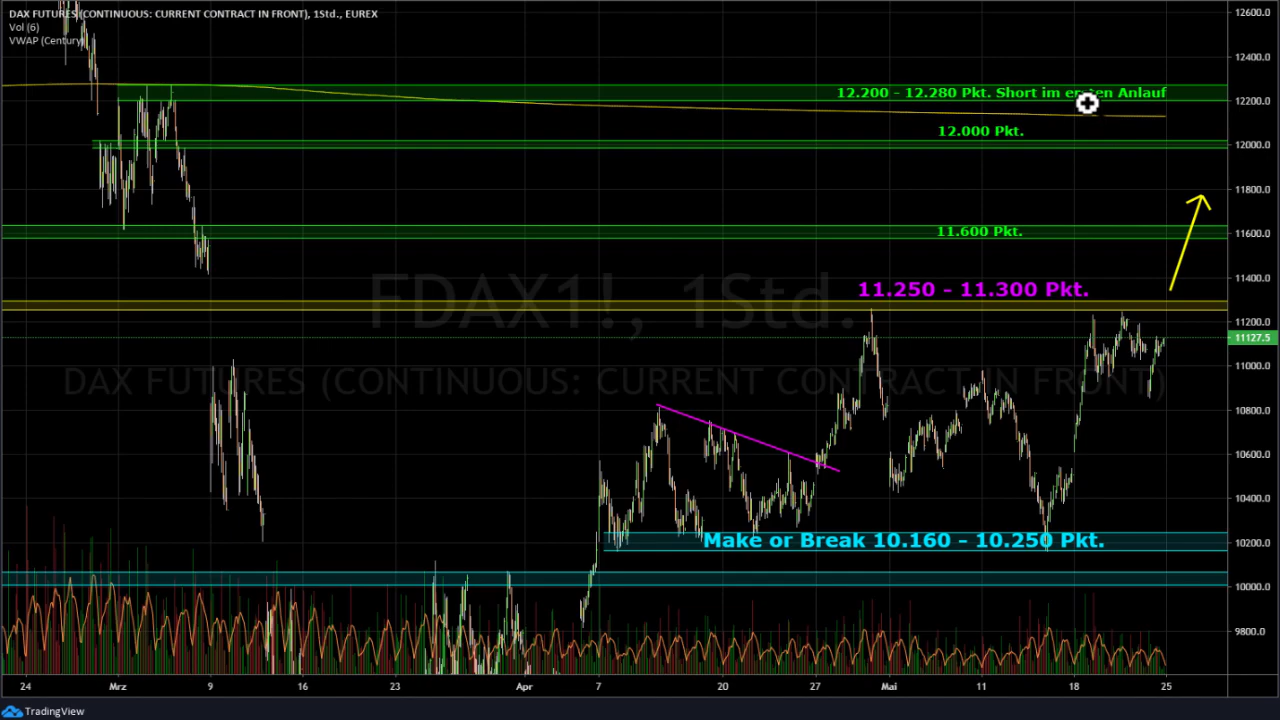 DAX FUTURES (CONTINUOUS: CURRENT CONTRACT IN FRONT), 1Std., EUREX
Vol (6)
VWAP (Century)
12600.0
12400.0
12.200 - 12.280 Pkt. Short im ersten Anlauf
12200.0
12.000 Pkt.
12000.0
11800.0
11.600 Pkt.
11600.0
11400.0
11.250 - 11.300 Pkt.
FDAX1!, 1Std.
11200.0
11127.5
11000.0
DAX FUTURES (CONTINUOUS: CURRENT CONTRACT IN FRONT)
10800.0
10600.0
10400.0
Make or Break 10.160 - 10.250 Pkt.
10200.0
10000.0
9800.0
24 Mrz 9 16 23 Apr 7 20 27 Mai 11 18 25
TradingView